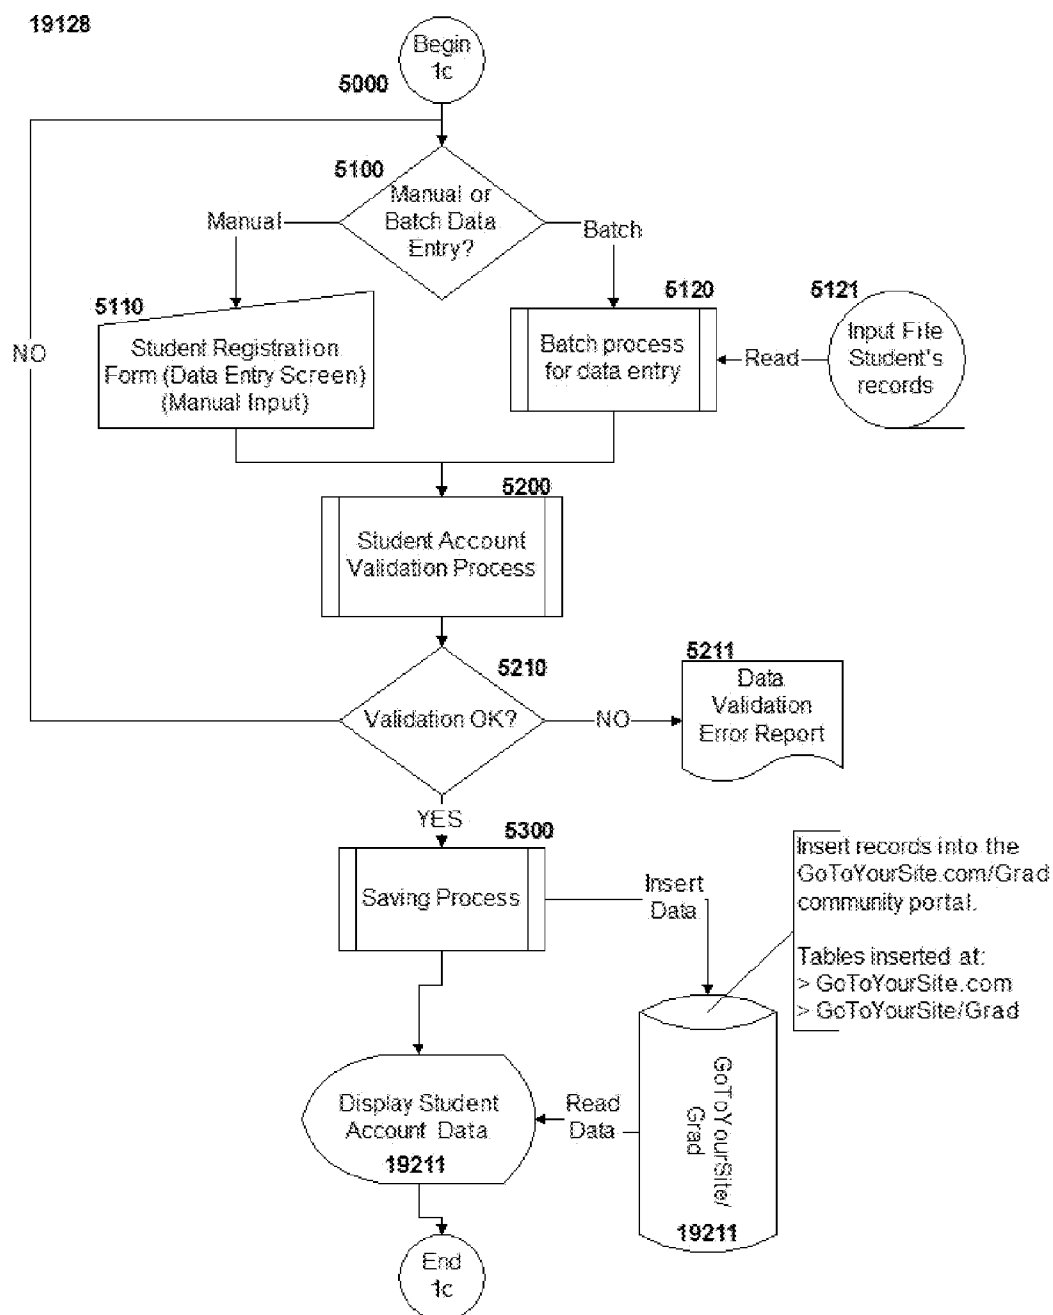 19128
Begin
1c
5000
5100
Manual or
Batch Data
Entry?
Manual
Batch
5110
5120
5121
Student Registration
Form (Data Entry Screen)
(Manual Input)
Batch process
for data entry
Read
Input File
Student's
records
NO
5200
Student Account
Validation Process
5210
Validation OK?
NO
5211
Data
Validation
Error Report
YES
5300
Saving Process
Insert
Data
Insert records into the
GoToYourSite.com/Grad
community portal.
Tables inserted at:
> GoToYourSite.com
> GoToYourSite/Grad
Display Student
Account Data
19211
Read
Data
GoToYourSite/
Grad
19211
End
1c